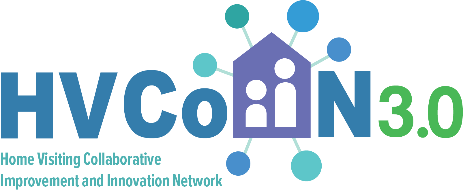 HVCoIIN3.0
Home Visiting Collaborative
Improvement and Innovation Network